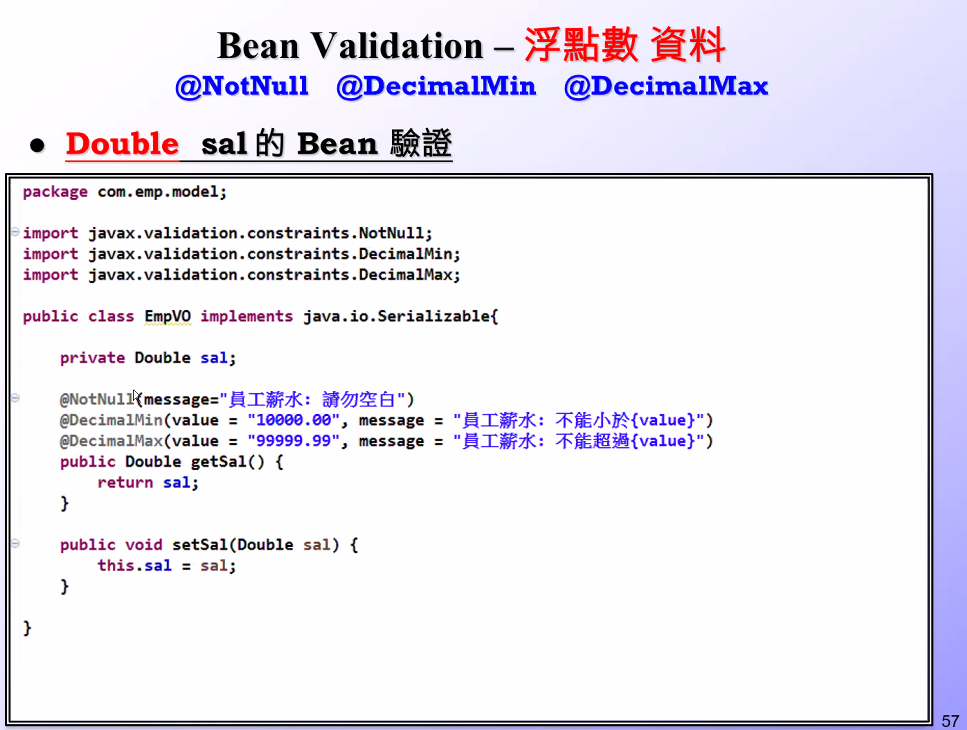 Bean Validation – 浮點數 資料
@NotNull @DecimalMin @DecimalMax
● Double sal 的 Bean 驗證
package com.emp.model;
import javax.validation.constraints.NotNull;
import javax.validation.constraints.DecimalMin;
import javax.validation.constraints.DecimalMax;
public class EmpVO implements java.io.Serializable{
private Double sal;
@NotNull(message="員工薪水: 請勿空白")
@DecimalMin(value = "10000.00", message = "員工薪水: 不能小於{value}")
@DecimalMax(value = "99999.99", message = "員工薪水: 不能超過{value}")
public Double getSal() {
return sal;
}
public void setSal(Double sal) {
this.sal = sal;
}
}
57